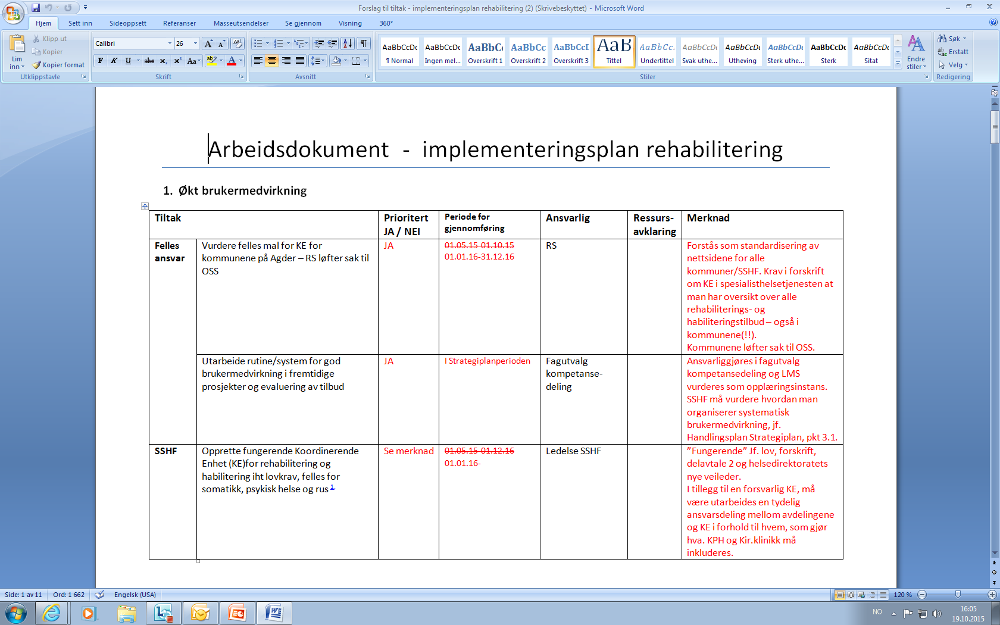 Forslag til tiltak - implementeringsplan rehabilitering (2) (Skrivebeskyttet) - Microsoft Word
Hjem Sett inn Sideoppsett Referanser Masseutsendelser Se gjennom Visning 360°
Lim inn
Klipp ut
Kopier
Kopier format
Utklippstavle
Calibri 26
F K U abc x₂ x² Aa
Skrift
Avsnitt
AaBbCcDc AaBbCcDc AaBbC AaBbCc AaBbCcI AaB AaBbCc. AaBbCcDc AaBbCcDc AaBbCcDc AaBbCcDc AaBbCcDc
¶ Normal Ingen mel... Overskrift 1 Overskrift 2 Overskrift 3 Tittel Undertittel Svak uthe... Utheving Sterk uthe... Sterk Sitat
Stiler
Endre stiler
Søk
Erstatt
Velg
Redigering
Arbeidsdokument - implementeringsplan rehabilitering
1. Økt brukermedvirkning
Tiltak
Prioritert
JA / NEI
Periode for
gjennomføring
Ansvarlig
Ressurs-
avklaring
Merknad
Felles
ansvar
Vurdere felles mal for KE for
kommunene på Agder – RS løfter sak til
OSS
JA
01.05.15-01.10.15
01.01.16-31.12.16
RS
Forstås som standardisering av
nettsidene for alle
kommuner/SSHF. Krav i forskrift
om KE i spesialisthelsetjenesten at
man har oversikt over alle
rehabiliterings- og
habiliteringstilbud – også i
kommunene(!!).
Kommunene løfter sak til OSS.
Utarbeide rutine/system for god
brukermedvirkning i fremtidige
prosjekter og evaluering av tilbud
JA
I Strategiplanperioden
Fagutvalg
kompetanse-
deling
Ansvarliggjøres i fagutvalg
kompetansedeling og LMS
vurderes som opplæringsinstans.
SSHF må vurdere hvordan man
organiserer systematisk
brukermedvirkning, jf.
Handlingsplan Strategiplan, pkt 3.1.
SSHF
Opprette fungerende Koordinerende
Enhet (KE)for rehabilitering og
habilitering iht lovkrav, felles for
somatikk, psykisk helse og rus 1,
Se merknad
01.05.15-01.12.16
01.01.16-
Ledelse SSHF
”Fungerende” Jf. lov, forskrift,
delavtale 2 og helsedirektoratets
nye veileder.
I tillegg til en forsvarlig KE, må
være utarbeides en tydelig
ansvarsdeling mellom avdelingene
og KE i forhold til hvem, som gjør
hva. KPH og Kir.klinikk må
inkluderes.
Side: 1 av 11 Ord: 1 662 Engelsk (USA) 120 %
NO
16:05
19.10.2015